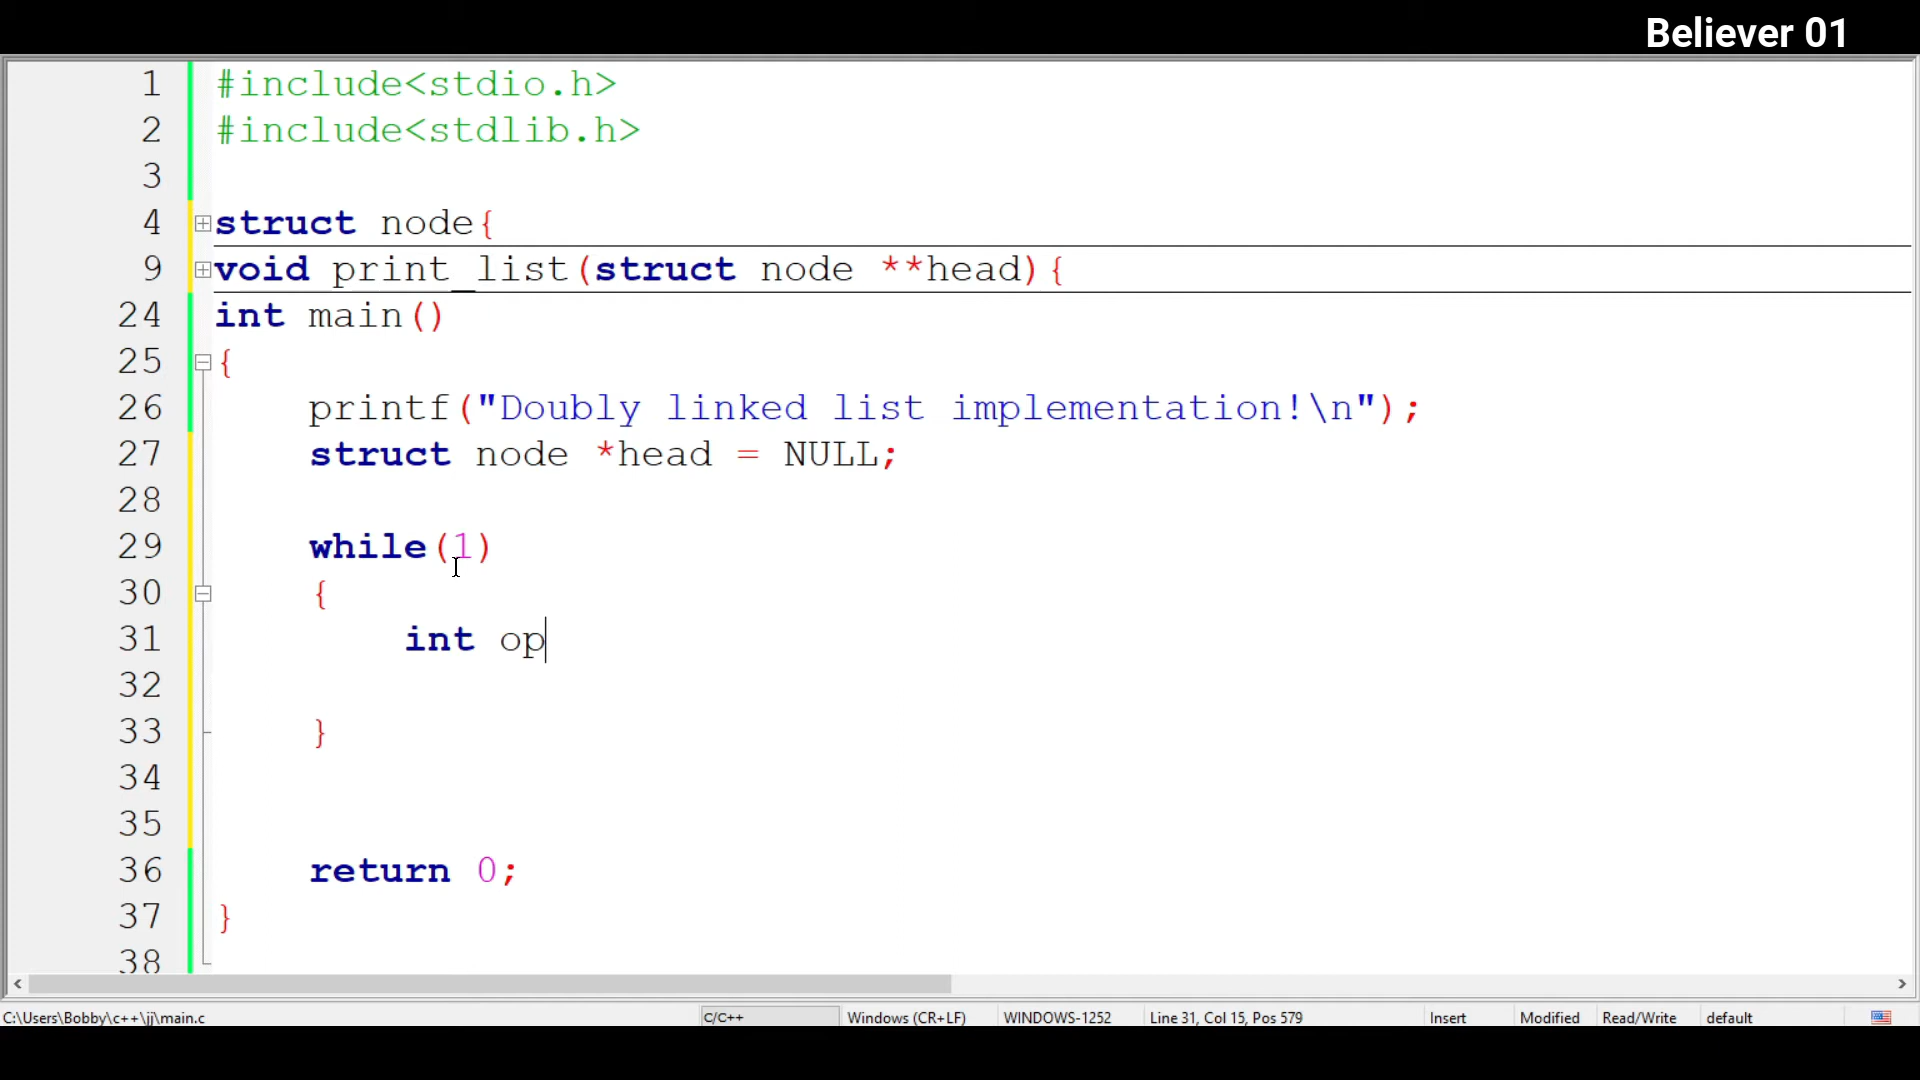 Believer 01
1 #include<stdio.h>
2 #include<stdlib.h>
3
4 struct node{
9 void print_list(struct node **head){
24 int main()
25 {
26 printf("Doubly linked list implementation!\n");
27 struct node *head = NULL;
28
29 while(1)
30 {
31 int op
32
33 }
34
35
36 return 0;
37 }
38
C:\Users\Bobby\c++\jj\main.c C/C++ Windows (CR+LF) WINDOWS-1252 Line 31, Col 15, Pos 579 Insert Modified Read/Write default